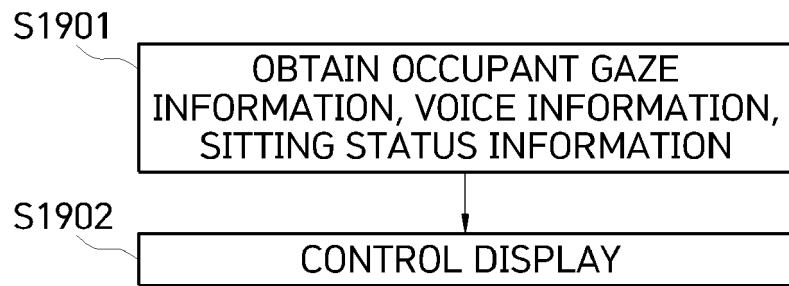 S1901
OBTAIN OCCUPANT GAZE
INFORMATION, VOICE INFORMATION,
SITTING STATUS INFORMATION
S1902
CONTROL DISPLAY